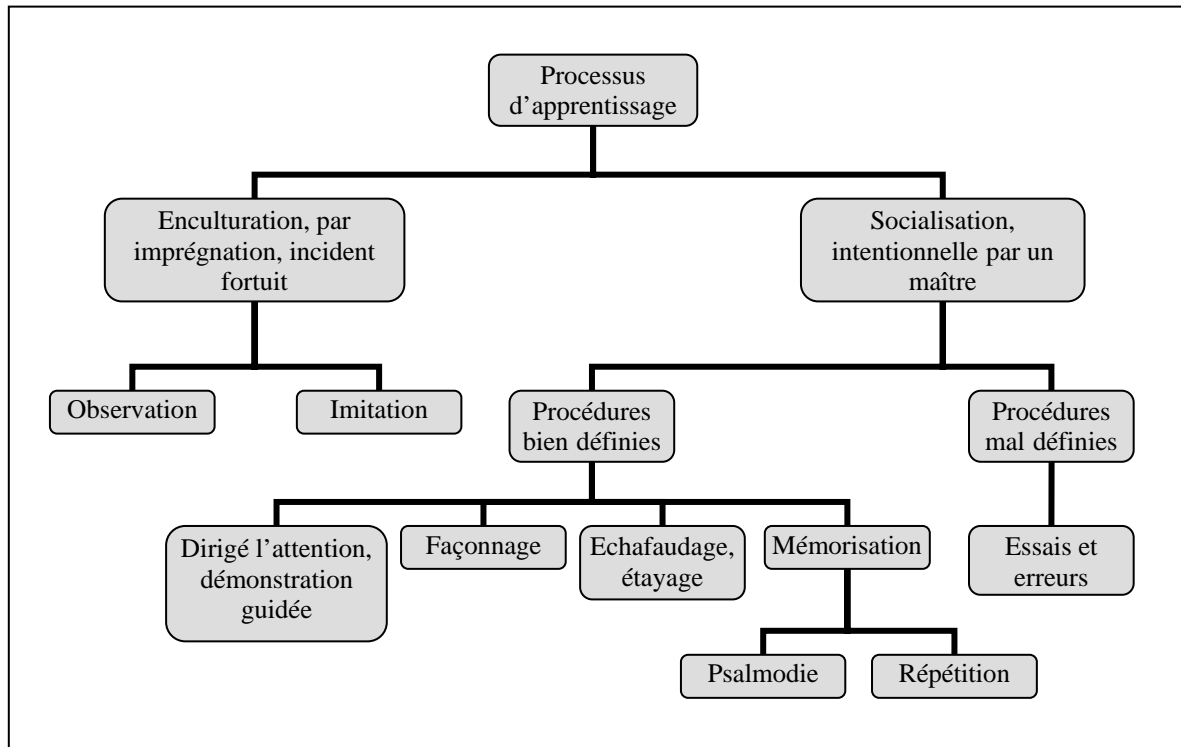 Processus
d’apprentissage
Enculturation, par
imprégnation, incident
fortuit
Socialisation,
intentionnelle par un
maître
Observation
Imitation
Procédures
bien définies
Procédures
mal définies
Dirigé l’attention,
démonstration
guidée
Façonnage
Echafaudage,
étayage
Mémorisation
Essais et
erreurs
Psalmodie
Répétition